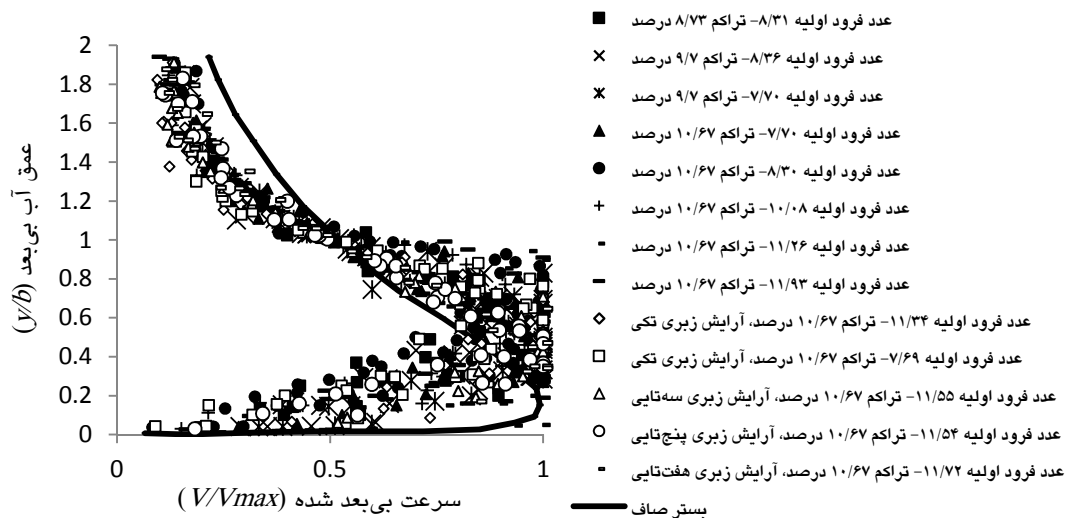 عمق آب بی‌بعد (y/b)
2
1.8
1.6
1.4
1.2
1
0.8
0.6
0.4
0.2
0
0 0.5 1
سرعت بی‌بعد شده (V/Vmax)
عدد فرود اولیه ۸/۳۱- تراکم ۸/۷۳ درصد
عدد فرود اولیه ۸/۳۶- تراکم ۹/۷ درصد
عدد فرود اولیه ۷/۷۰- تراکم ۹/۷ درصد
عدد فرود اولیه ۷/۷۰- تراکم ۱۰/۶۷ درصد
عدد فرود اولیه ۸/۳۰- تراکم ۱۰/۶۷ درصد
عدد فرود اولیه ۱۰/۰۸- تراکم ۱۰/۶۷ درصد
عدد فرود اولیه ۱۱/۲۶- تراکم ۱۰/۶۷ درصد
عدد فرود اولیه ۱۱/۹۳- تراکم ۱۰/۶۷ درصد
عدد فرود اولیه ۱۱/۳۴- تراکم ۱۰/۶۷ درصد، آرایش زبری تکی
عدد فرود اولیه ۷/۶۹- تراکم ۱۰/۶۷ درصد، آرایش زبری تکی
عدد فرود اولیه ۱۱/۵۵- تراکم ۱۰/۶۷ درصد، آرایش زبری سه‌تایی
عدد فرود اولیه ۱۱/۵۴- تراکم ۱۰/۶۷ درصد، آرایش زبری پنج‌تایی
عدد فرود اولیه ۱۱/۷۲- تراکم ۱۰/۶۷ درصد، آرایش زبری هفت‌تایی
بستر صاف